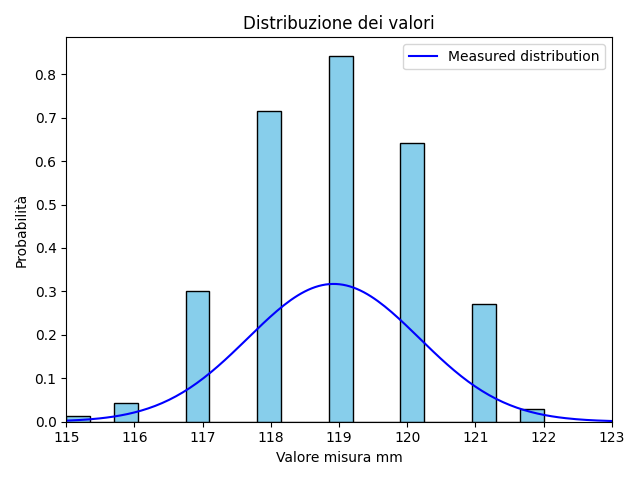 Distribuzione dei valori
Measured distribution
Probabilità
0.8
0.7
0.6
0.5
0.4
0.3
0.2
0.1
0.0
115 116 117 118 119 120 121 122 123
Valore misura mm